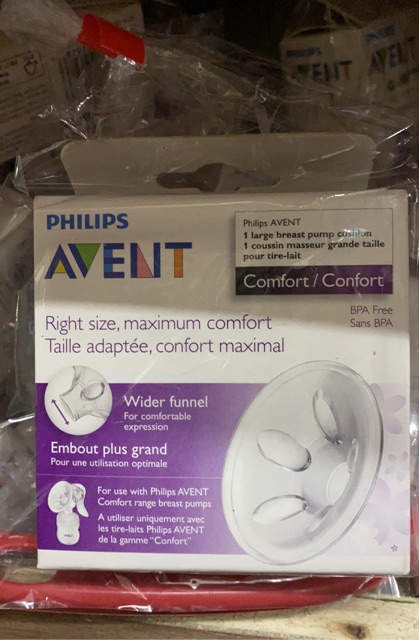 PHILIPS
AVENT
Philips AVENT
1 large breast pump cushion
1 coussin masseur grande taille
pour tire-lait
Comfort / Confort
BPA Free
Sans BPA
Right size, maximum comfort
Taille adaptée, confort maximal
Wider funnel
For comfortable
expression
Embout plus grand
Pour une utilisation optimale
For use with Philips AVENT
Comfort range breast pumps
A utiliser uniquement avec
les tire-laits Philips AVENT
de la gamme "Confort"
PHILIPS
AVENT